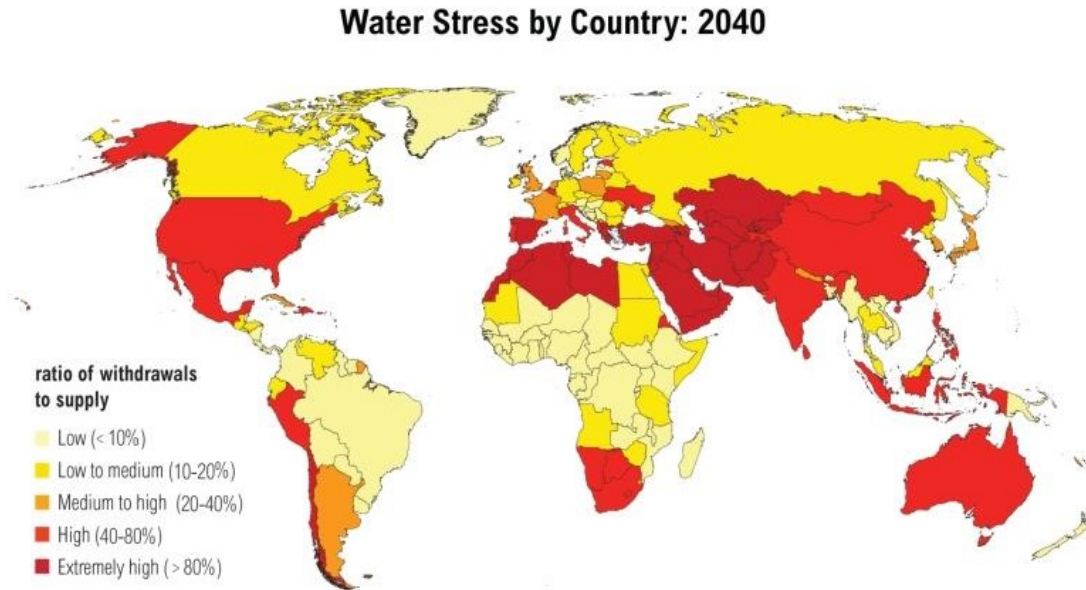 Water Stress by Country: 2040
ratio of withdrawals
to supply
Low (< 10%)
Low to medium (10-20%)
Medium to high (20-40%)
High (40-80%)
Extremely high (> 80%)